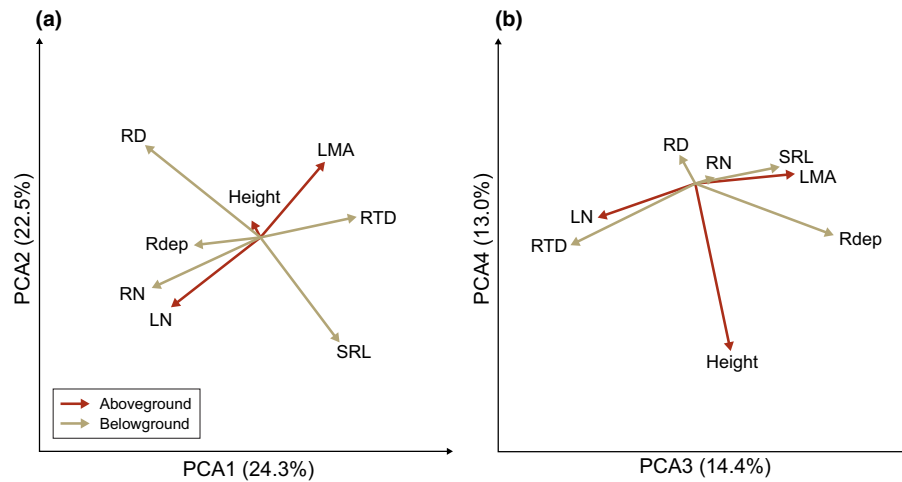 (a)
RD
LMA
Height
RTD
Rdep
RN
LN
SRL
Aboveground
Belowground
PCA2 (22.5%)
PCA1 (24.3%)
(b)
RD
RN
SRL
LMA
LN
RTD
Rdep
Height
PCA4 (13.0%)
PCA3 (14.4%)